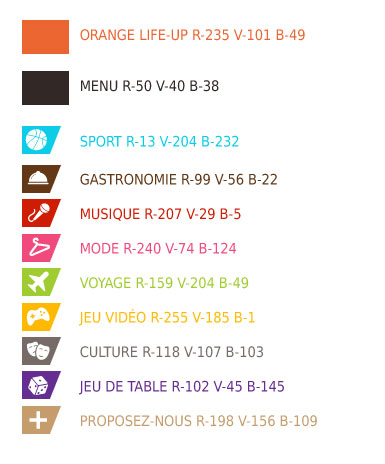 ORANGE LIFE-UP R-235 V-101 B-49
MENU R-50 V-40 B-38
SPORT R-13 V-204 B-232
GASTRONOMIE R-99 V-56 B-22
MUSIQUE R-207 V-29 B-5
MODE R-240 V-74 B-124
VOYAGE R-159 V-204 B-49
JEU VIDÉO R-255 V-185 B-1
CULTURE R-118 V-107 B-103
JEU DE TABLE R-102 V-45 B-145
PROPOSEZ-NOUS R-198 V-156 B-109